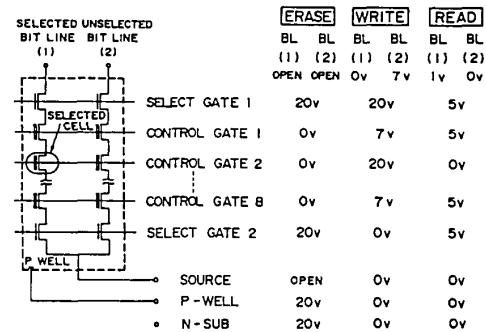 SELECTED UNSELECTED ERASE WRITE READ
BIT LINE BIT LINE BL BL BL BL BL BL
(1) (2) (1) (2) (1) (2) (1) (2)
OPEN OPEN 0v 7v 1v 0v
SELECT GATE 1 20v 20v 5v
SELECTED CELL
CONTROL GATE 1 0v 7v 5v
CONTROL GATE 2 0v 20v 0v
CONTROL GATE 8 0v 7v 5v
SELECT GATE 2 20v 0v 5v
P WELL
SOURCE OPEN 0v 0v
P-WELL 20v 0v 0v
N-SUB 20v 0v 0v